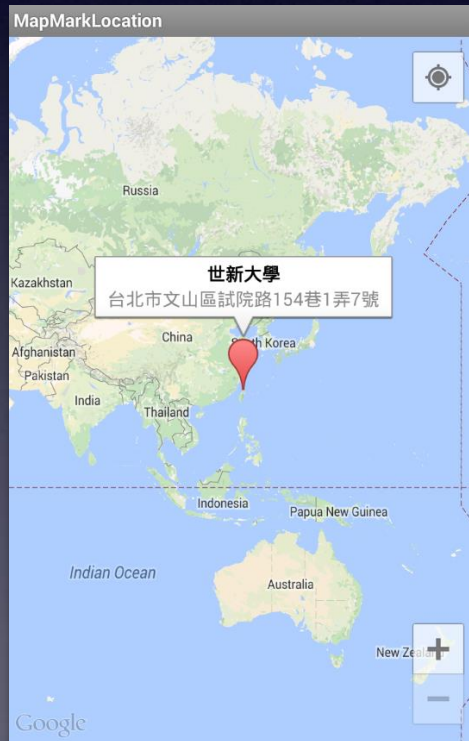 MapMarkLocation
Russia
世新大學
台北市文山區試院路154巷1弄7號
Kazakhstan
China
South Korea
Afghanistan
Pakistan
India
Thailand
Indonesia
Papua New Guinea
Indian Ocean
Australia
New Zeal
Google